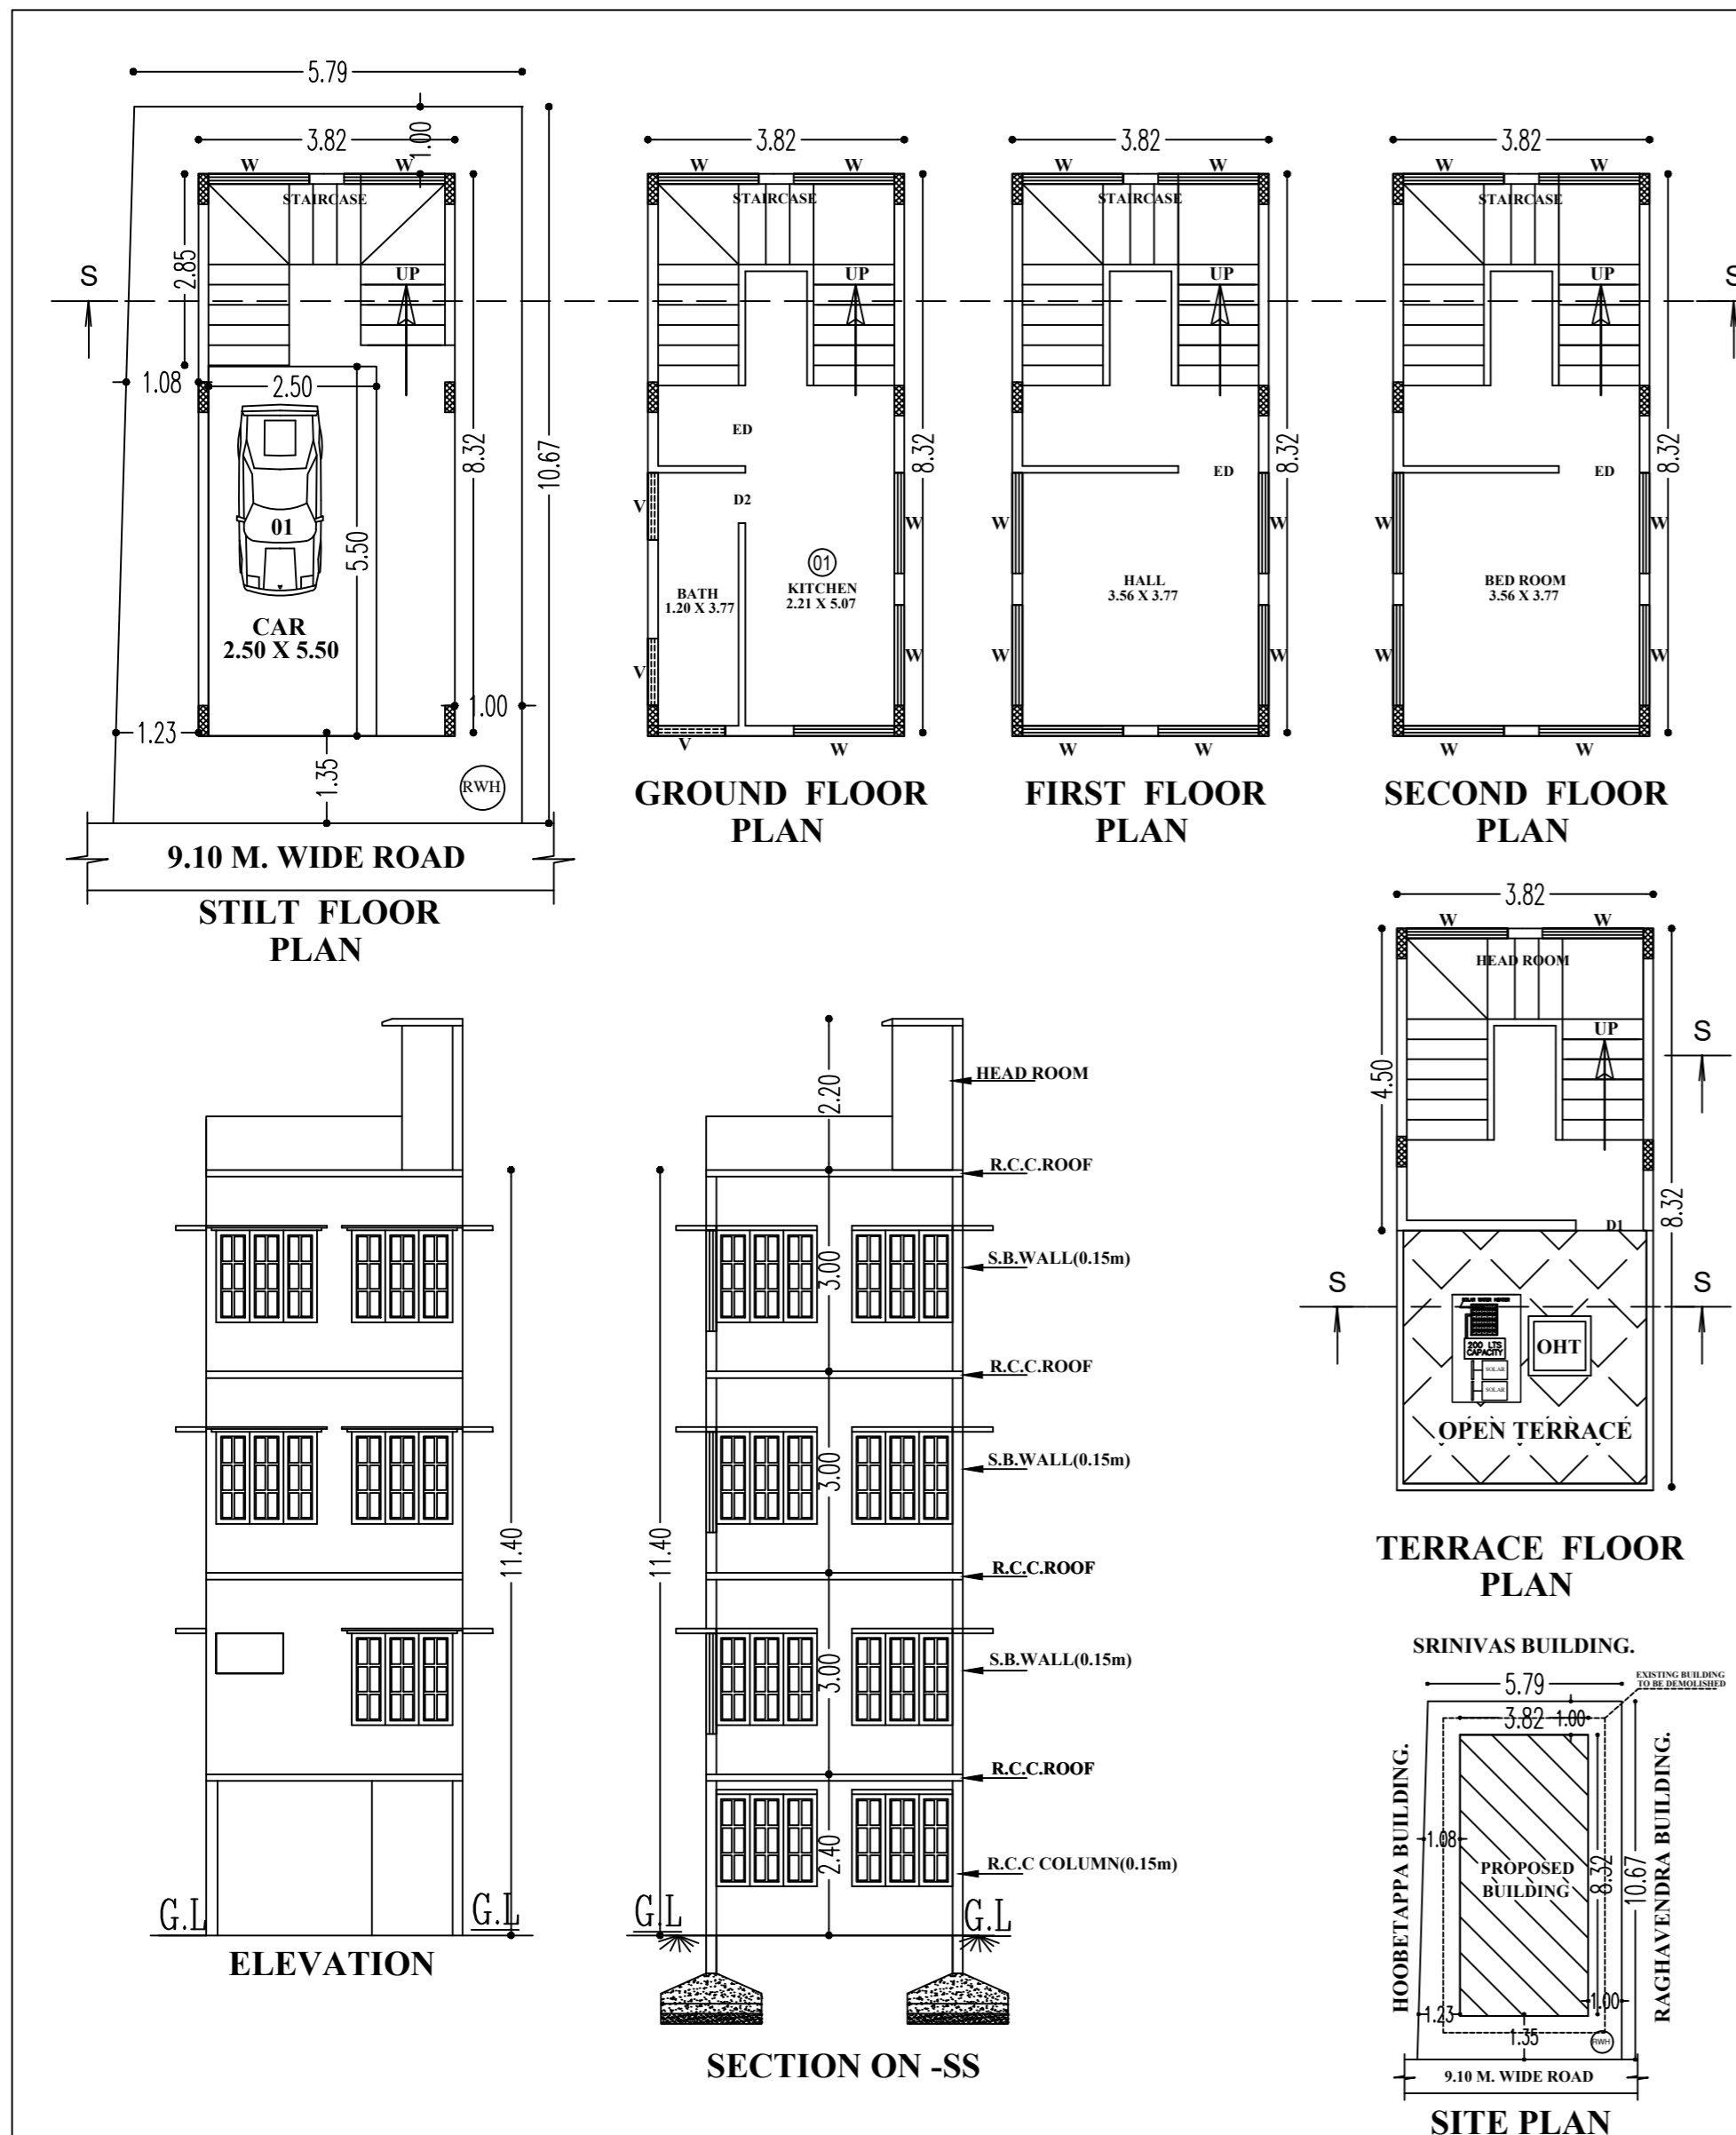 5.79
3.82
1.00
W
W
STAIRCASE
2.85
UP
S
1.08
2.50
8.32
10.67
01
5.50
CAR
2.50 X 5.50
1.23
1.00
1.35
RWH
9.10 M. WIDE ROAD
STILT FLOOR
PLAN
3.82
W
W
STAIRCASE
UP
ED
8.32
D2
V
W
01
KITCHEN
2.21 X 5.07
BATH
1.20 X 3.77
V
W
V
W
GROUND FLOOR
PLAN
3.82
W
W
STAIRCASE
UP
8.32
ED
W
W
HALL
3.56 X 3.77
W
W
W
W
FIRST FLOOR
PLAN
3.82
W
W
STAIRCASE
UP
S
8.32
ED
W
W
BED ROOM
3.56 X 3.77
W
W
W
W
SECOND FLOOR
PLAN
3.82
W
W
HEAD ROOM
UP
S
4.50
8.32
D1
S
S
SOLAR WATER HEATER
200 LTS
CAPACITY
SOLAR
SOLAR
OHT
OPEN TERRACE
TERRACE FLOOR
PLAN
11.40
G.L
G.L
ELEVATION
2.20
HEAD ROOM
R.C.C.ROOF
3.00
S.B.WALL(0.15m)
R.C.C.ROOF
3.00
S.B.WALL(0.15m)
11.40
R.C.C.ROOF
3.00
S.B.WALL(0.15m)
R.C.C.ROOF
2.40
R.C.C COLUMN(0.15m)
G.L
G.L
SECTION ON -SS
SRINIVAS BUILDING.
EXISTING BUILDING
TO BE DEMOLISHED
5.79
3.82
1.00
HOOBETAPPA BUILDING.
RAGHAVENDRA BUILDING.
1.08
PROPOSED
BUILDING
8.32
10.67
1.23
1.00
1.35
RWH
9.10 M. WIDE ROAD
SITE PLAN